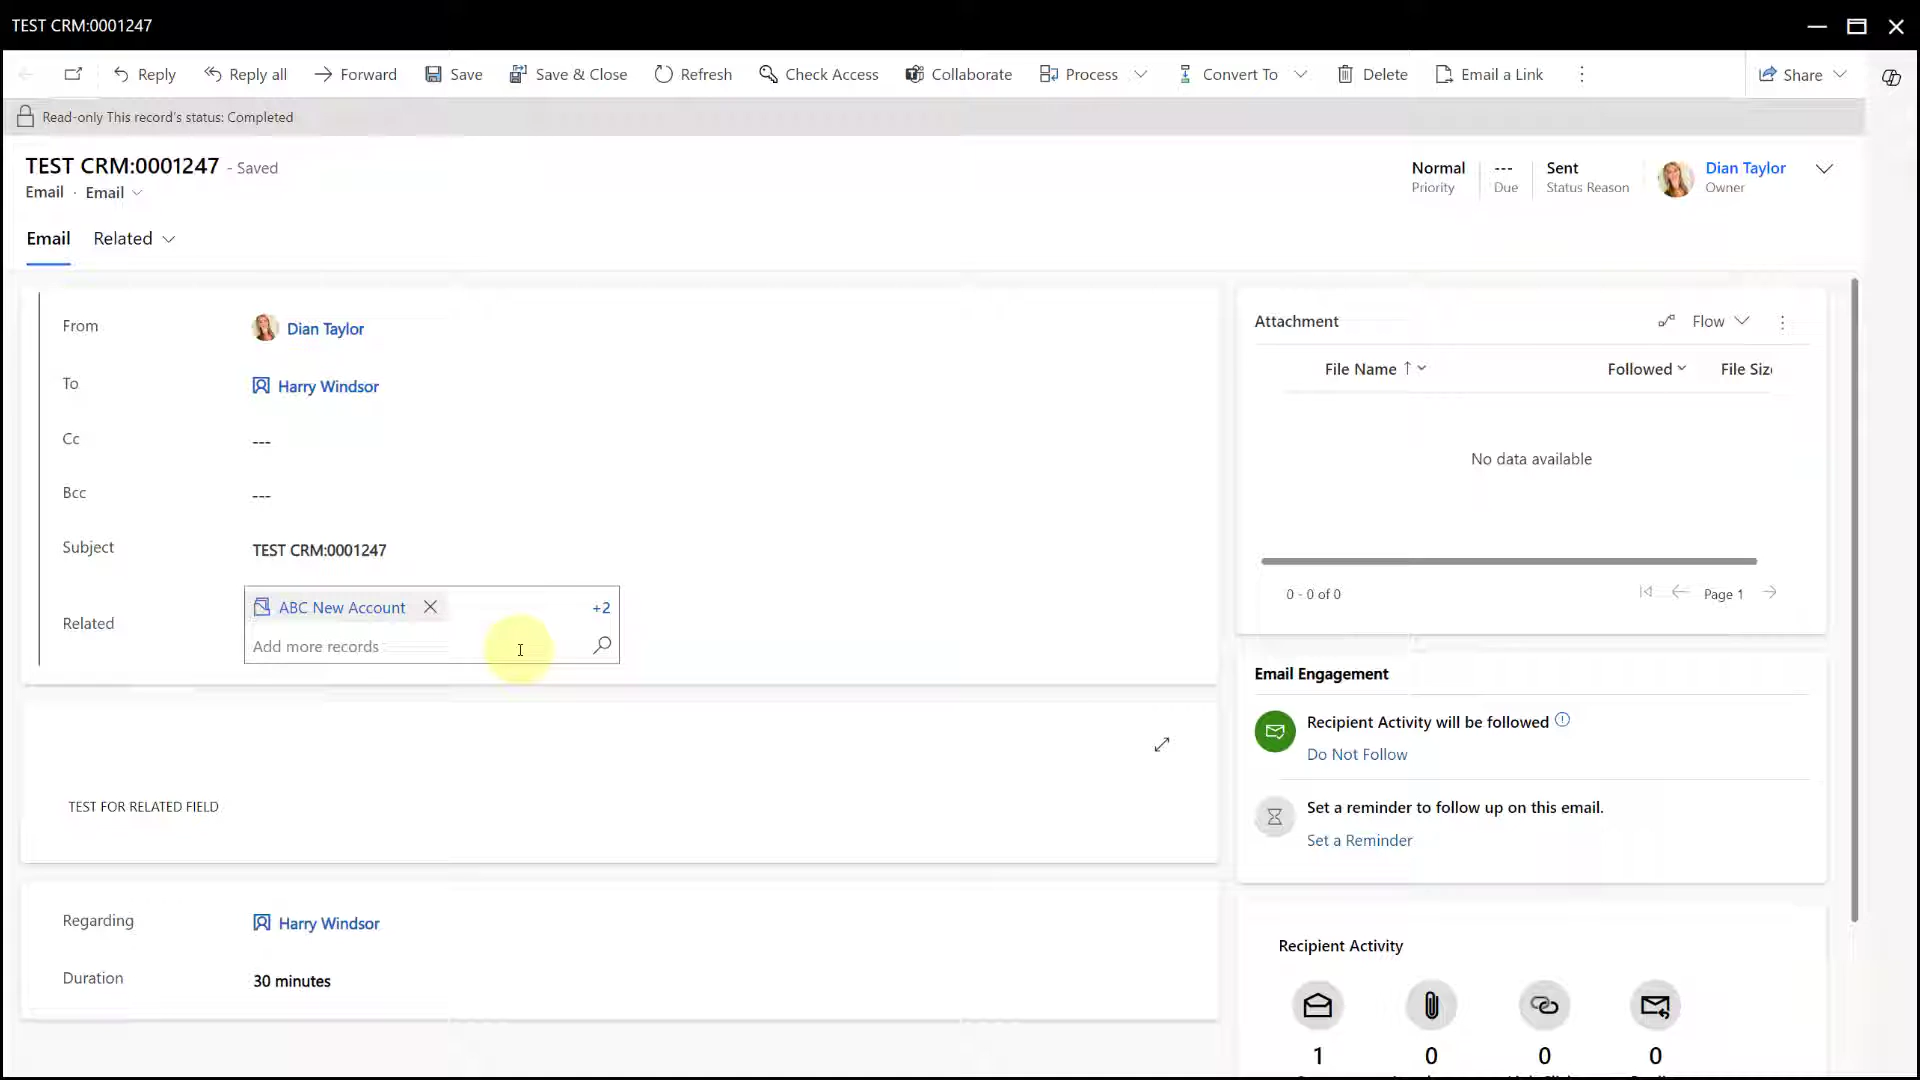 TEST CRM:0001247
Reply
Reply all
Forward
Save
Save & Close
Refresh
Check Access
Collaborate
Process
Convert To
Delete
Email a Link
Share
Read-only This record's status: Completed
TEST CRM:0001247 - Saved
Email · Email
Normal
Priority
---
Due
Sent
Status Reason
Dian Taylor
Owner
Email
Related
From
Dian Taylor
To
Harry Windsor
Cc
---
Bcc
---
Subject
TEST CRM:0001247
Related
ABC New Account
+2
Add more records
TEST FOR RELATED FIELD
Regarding
Harry Windsor
Duration
30 minutes
Attachment
Flow
File Name
Followed
File Siz
No data available
0 - 0 of 0
Page 1
Email Engagement
Recipient Activity will be followed
Do Not Follow
Set a reminder to follow up on this email.
Set a Reminder
Recipient Activity
1
0
0
0